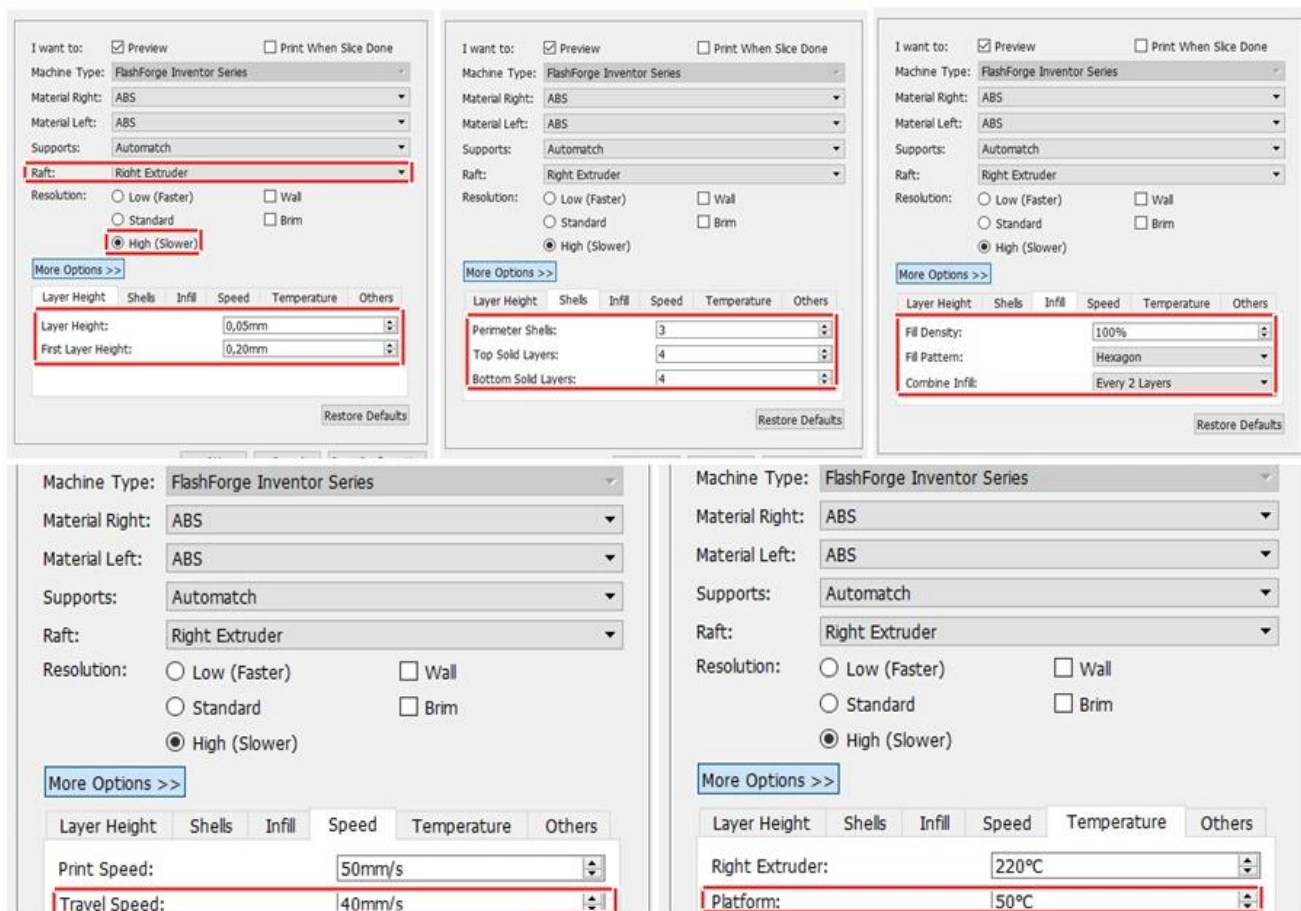 I want to: Preview Print When Slice Done
Machine Type: FlashForge Inventor Series
Material Right: ABS
Material Left: ABS
Supports: Automatch
Raft: Right Extruder
Resolution: Low (Faster) Wall
Standard Brim
High (Slower)
More Options >>
Layer Height Shells Infill Speed Temperature Others
Layer Height: 0,05mm
First Layer Height: 0,20mm
Restore Defaults
I want to: Preview Print When Slice Done
Machine Type: FlashForge Inventor Series
Material Right: ABS
Material Left: ABS
Supports: Automatch
Raft: Right Extruder
Resolution: Low (Faster) Wall
Standard Brim
High (Slower)
More Options >>
Layer Height Shells Infill Speed Temperature Others
Perimeter Shells: 3
Top Solid Layers: 4
Bottom Solid Layers: 4
Restore Defaults
I want to: Preview Print When Slice Done
Machine Type: FlashForge Inventor Series
Material Right: ABS
Material Left: ABS
Supports: Automatch
Raft: Right Extruder
Resolution: Low (Faster) Wall
Standard Brim
High (Slower)
More Options >>
Layer Height Shells Infill Speed Temperature Others
Fill Density: 100%
Fill Pattern: Hexagon
Combine Infill: Every 2 Layers
Restore Defaults
Machine Type: FlashForge Inventor Series
Material Right: ABS
Material Left: ABS
Supports: Automatch
Raft: Right Extruder
Resolution: Low (Faster) Wall
Standard Brim
High (Slower)
More Options >>
Layer Height Shells Infill Speed Temperature Others
Print Speed: 50mm/s
Travel Speed: 40mm/s
Machine Type: FlashForge Inventor Series
Material Right: ABS
Material Left: ABS
Supports: Automatch
Raft: Right Extruder
Resolution: Low (Faster) Wall
Standard Brim
High (Slower)
More Options >>
Layer Height Shells Infill Speed Temperature Others
Right Extruder: 220°C
Platform: 50°C